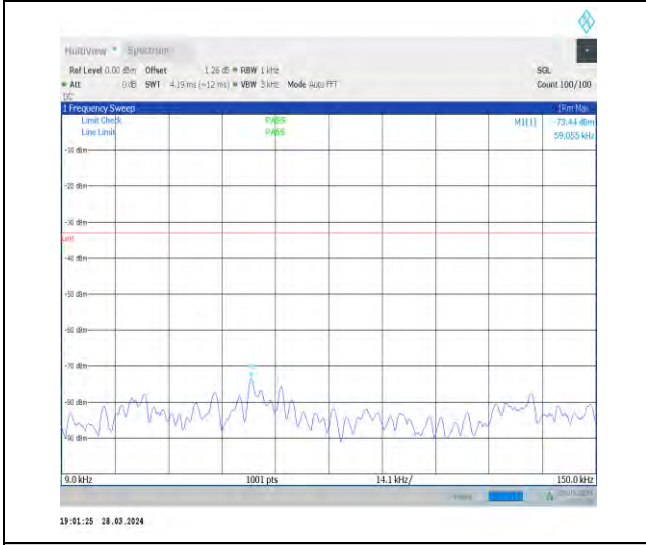 MultiView Spectrum
Ref Level 0.00 dBm Offset 1.26 dB RBW 1 kHz SGL
Att 0 dB SWT 4.19 ms (~12 ms) VBW 3 kHz Mode Auto FFT Count 100/100
DC
1 Frequency Sweep 1Rm Max
Limit Check PASS M1[1] -73.44 dBm
Line Limit PASS 59.055 kHz
-10 dBm
-20 dBm
-30 dBm
Limit
-40 dBm
-50 dBm
-60 dBm
-70 dBm
-80 dBm
-90 dBm
9.0 kHz 1001 pts 14.1 kHz/ 150.0 kHz
19:01:25 28.03.2024